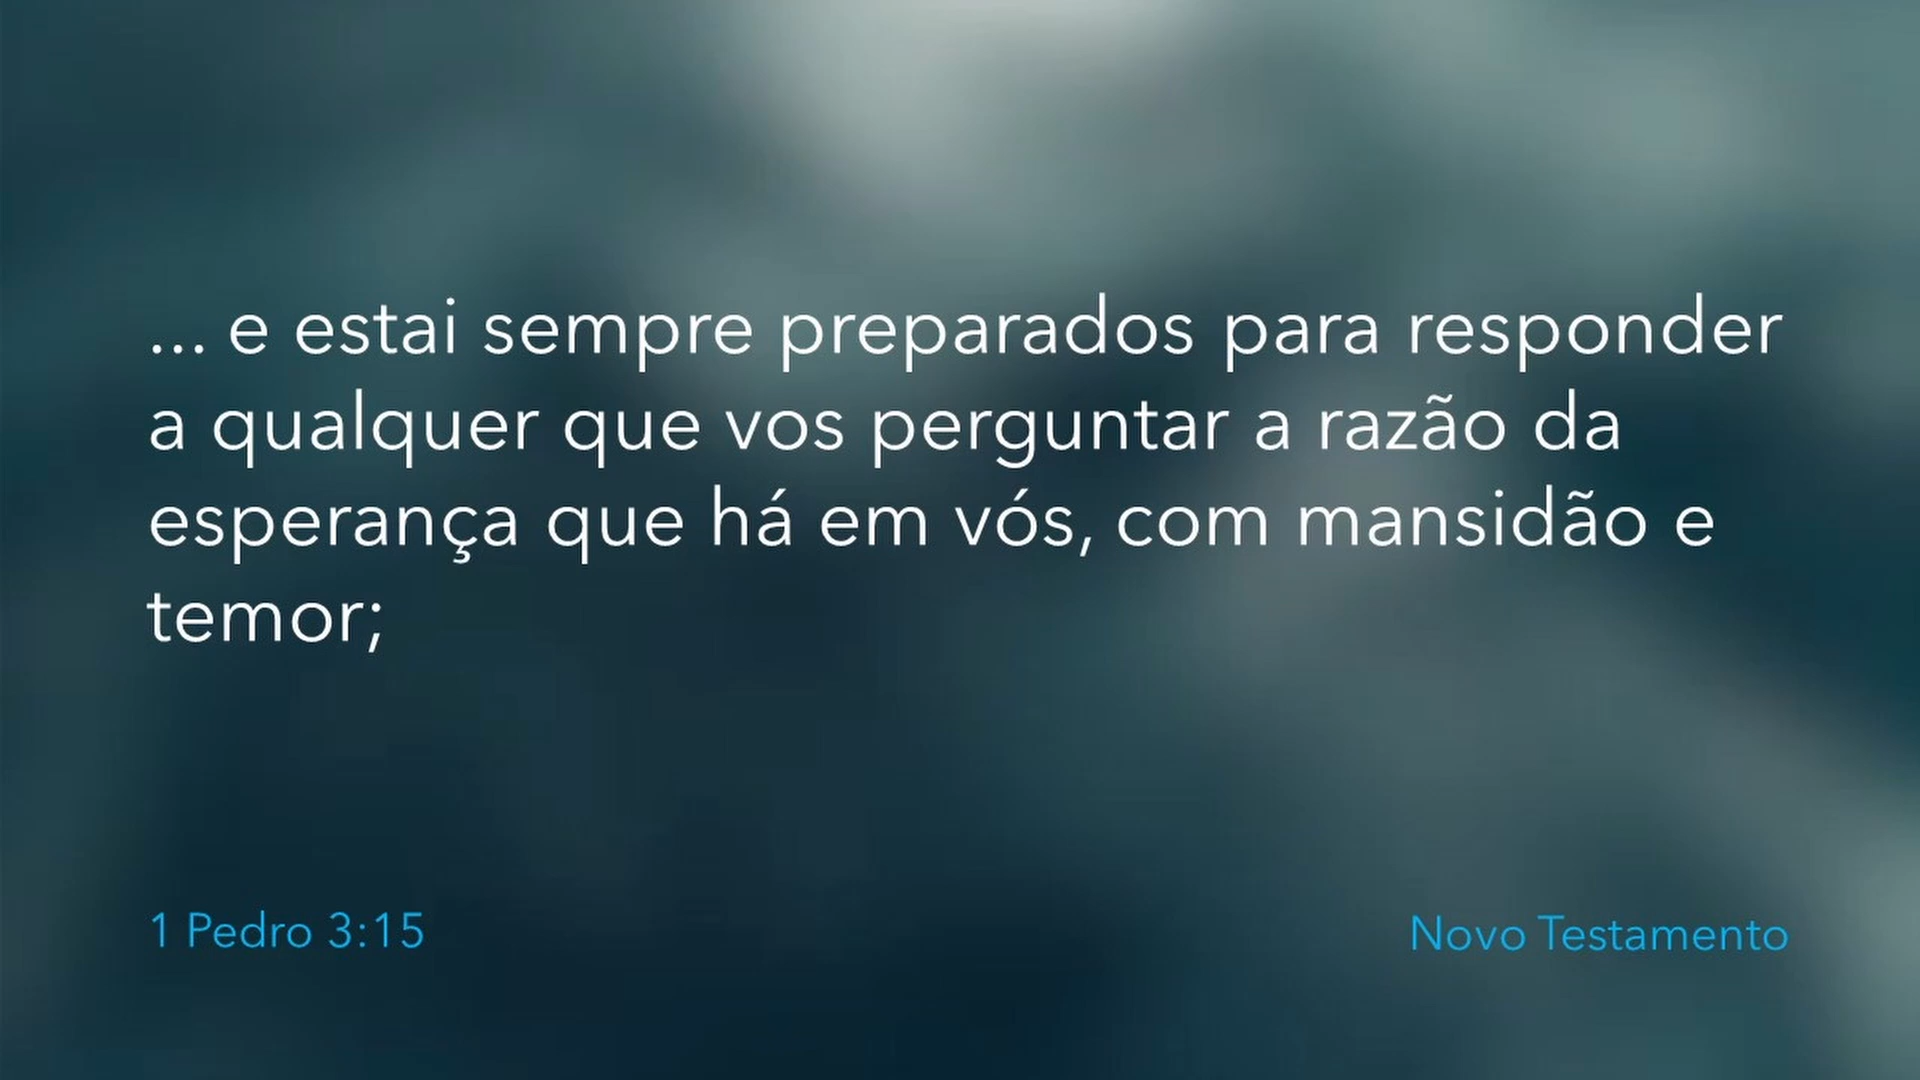 ... e estai sempre preparados para responder
a qualquer que vos perguntar a razão da
esperança que há em vós, com mansidão e
temor;
1 Pedro 3:15
Novo Testamento